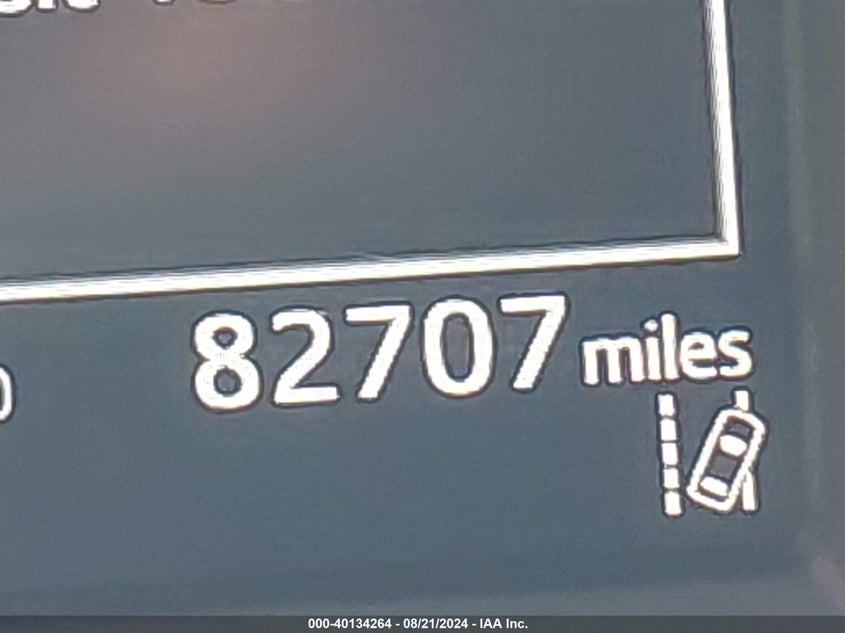 82707 miles
000-40134264 - 08/21/2024 - IAA Inc.